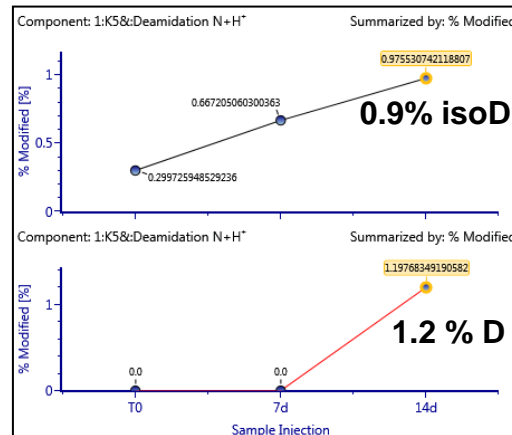 Component: 1:K5&:Deamidation N+H⁺ Summarized by: % Modified
0.975530742118807
1
0.667205060300363
0.9% isoD
% Modified [%]
0.5
0.299725948529236
0
Component: 1:K5&:Deamidation N+H⁺ Summarized by: % Modified
1.19768349190582
1
1.2 % D
% Modified [%]
0.0 0.0
0
T0 7d 14d
Sample Injection